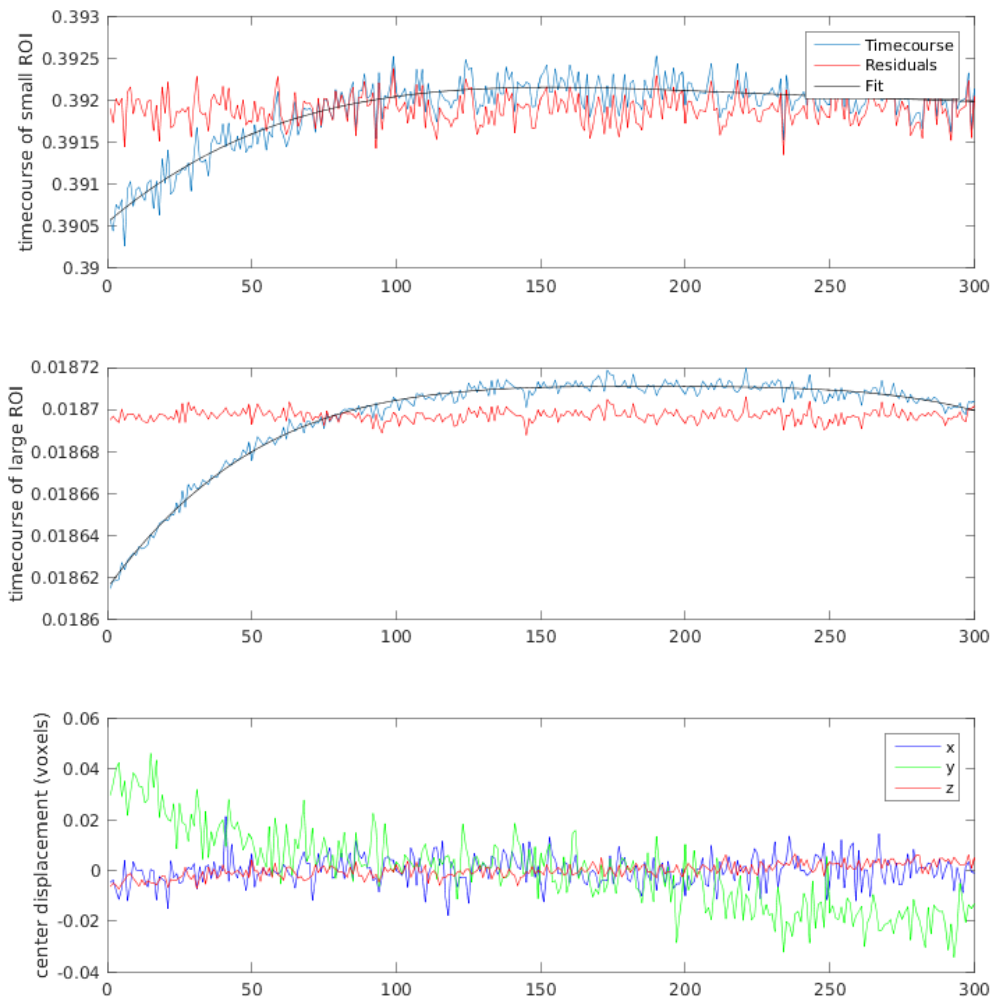 timecourse of small ROI
0.393
0.3925
0.392
0.3915
0.391
0.3905
0.39
0 50 100 150 200 250 300
Timecourse
Residuals
Fit
timecourse of large ROI
0.01872
0.0187
0.01868
0.01866
0.01864
0.01862
0.0186
0 50 100 150 200 250 300
center displacement (voxels)
0.06
0.04
0.02
0
-0.02
-0.04
0 50 100 150 200 250 300
x
y
z